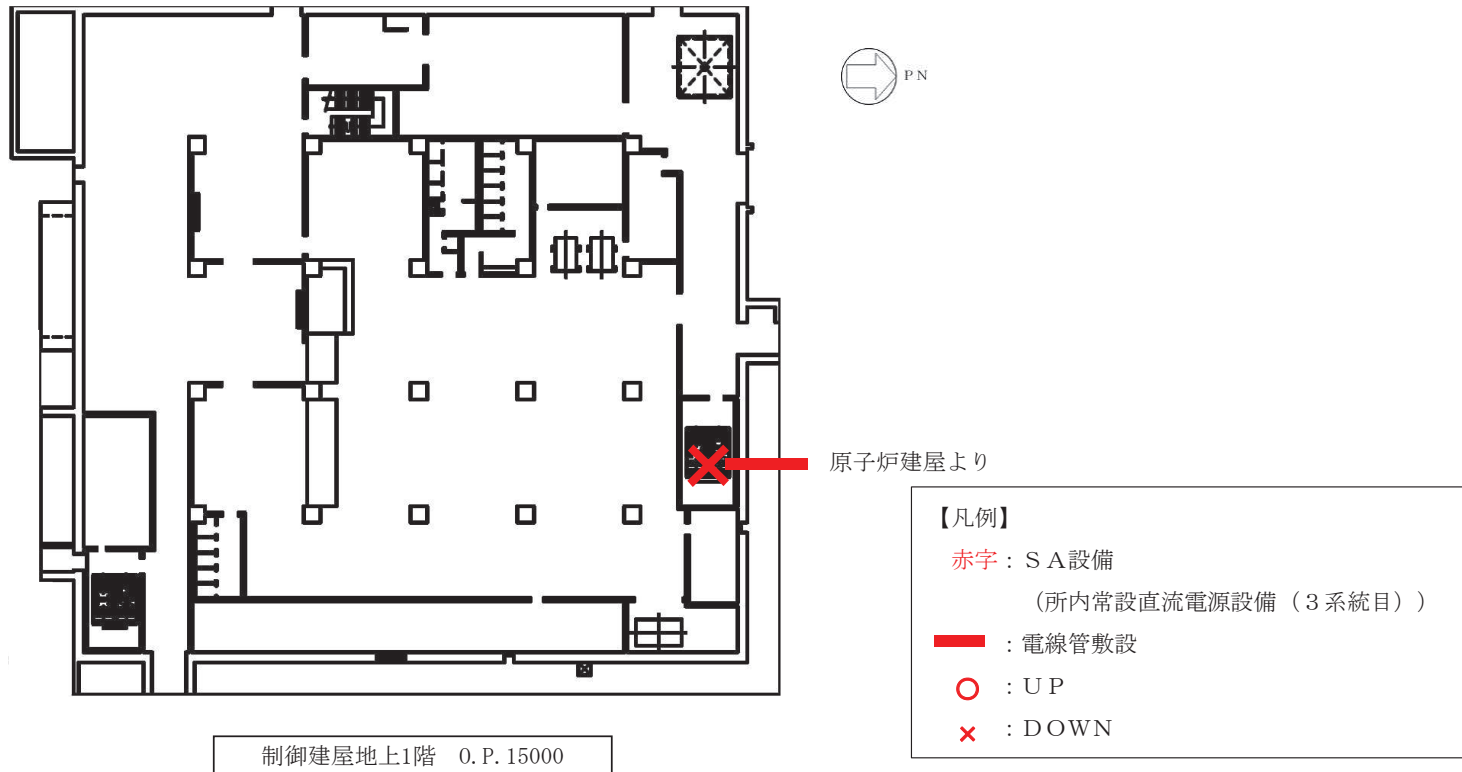 PN
原子炉建屋より
【凡例】
赤字：ＳＡ設備
（所内常設直流電源設備（３系統目））
：電線管敷設
：ＵＰ
：ＤＯＷＮ
制御建屋地上1階　O.P.15000